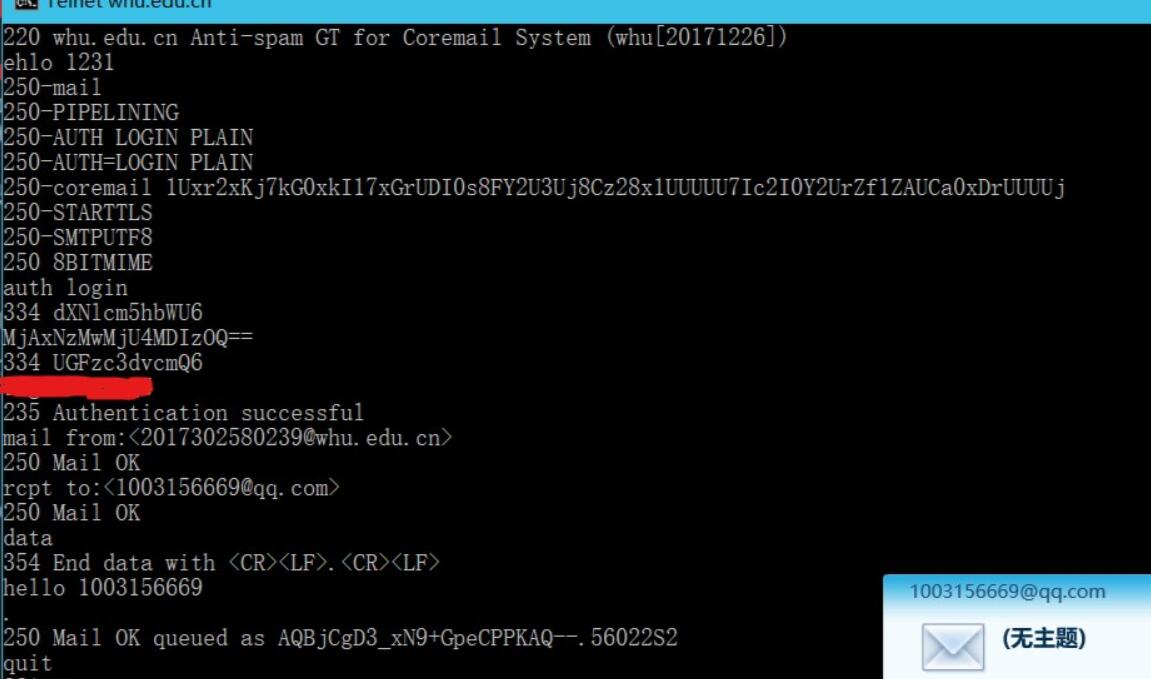 Telnet whu.edu.cn
220 whu.edu.cn Anti-spam GT for Coremail System (whu[20171226])
ehlo 1231
250-mail
250-PIPELINING
250-AUTH LOGIN PLAIN
250-AUTH=LOGIN PLAIN
250-coremail 1Uxr2xKj7kG0xkI17xGrUDI0s8FY2U3Uj8Cz28x1UUUUU7Ic2I0Y2UrZf1ZAUCa0xDrUUUUj
250-STARTTLS
250-SMTPUTF8
250 8BITMIME
auth login
334 dXNlcm5hbWU6
MjAxNzMwMjU4MDIzOQ==
334 UGFzc3dvcmQ6
235 Authentication successful
mail from:<2017302580239@whu.edu.cn>
250 Mail OK
rcpt to:<1003156669@qq.com>
250 Mail OK
data
354 End data with <CR><LF>.<CR><LF>
hello 1003156669
.
250 Mail OK queued as AQBjCgD3_xN9+GpeCPPKAQ--.56022S2
quit
1003156669@qq.com
(无主题)